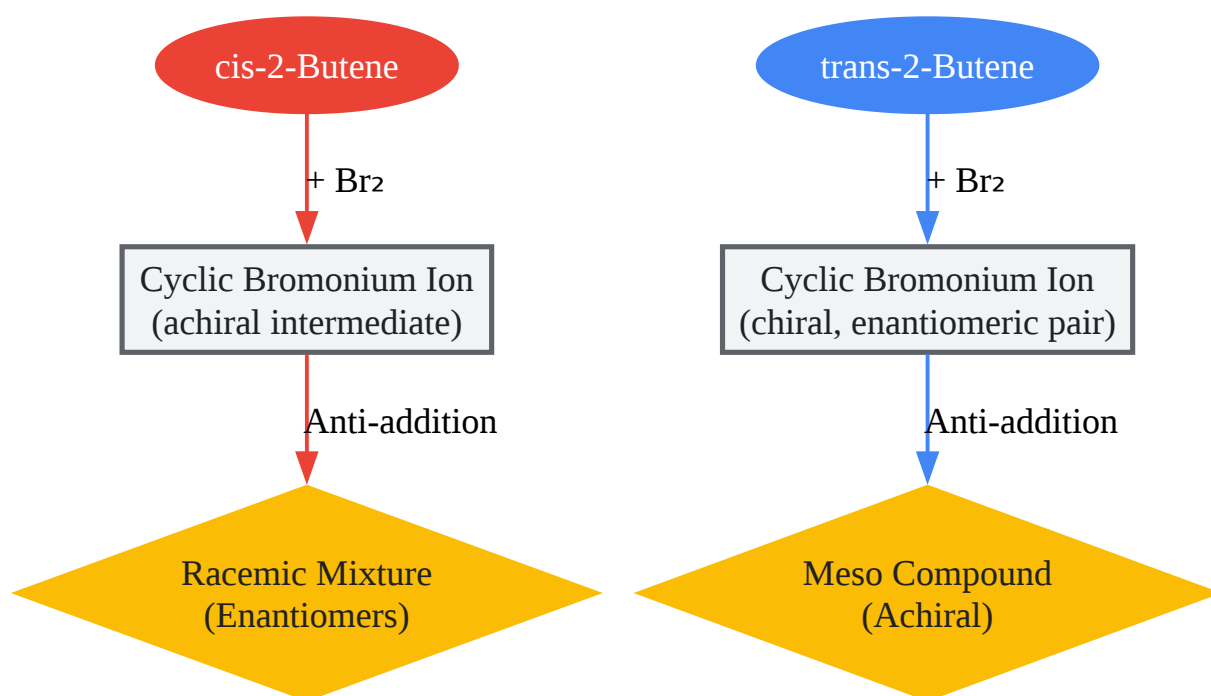 cis-2-Butene
+ Br₂
Cyclic Bromonium Ion
(achiral intermediate)
Anti-addition
Racemic Mixture
(Enantiomers)
trans-2-Butene
+ Br₂
Cyclic Bromonium Ion
(chiral, enantiomeric pair)
Anti-addition
Meso Compound
(Achiral)